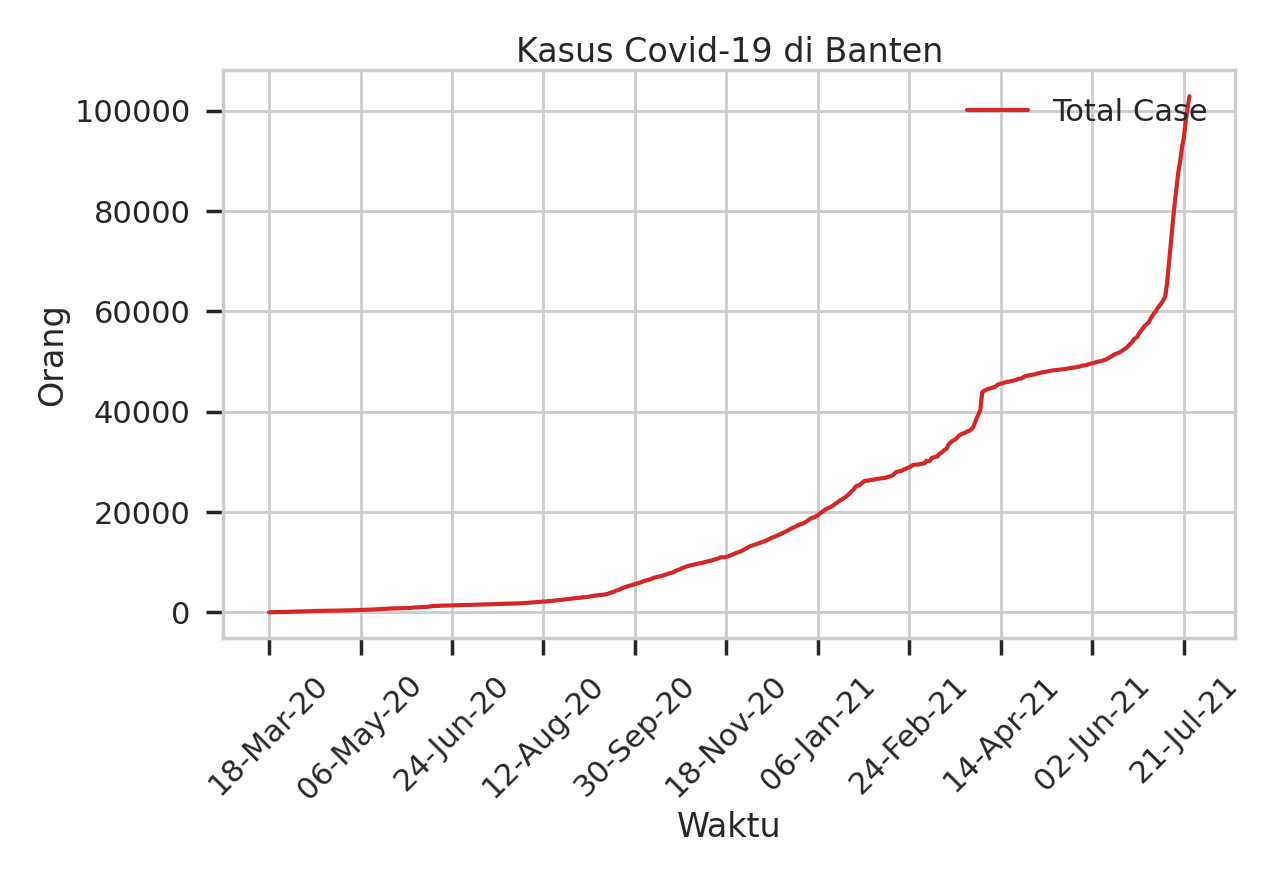 Kasus Covid-19 di Banten
Total Case
100000
80000
60000
40000
20000
0
Orang
18-Mar-20
06-May-20
24-Jun-20
12-Aug-20
30-Sep-20
18-Nov-20
06-Jan-21
24-Feb-21
14-Apr-21
02-Jun-21
21-Jul-21
Waktu